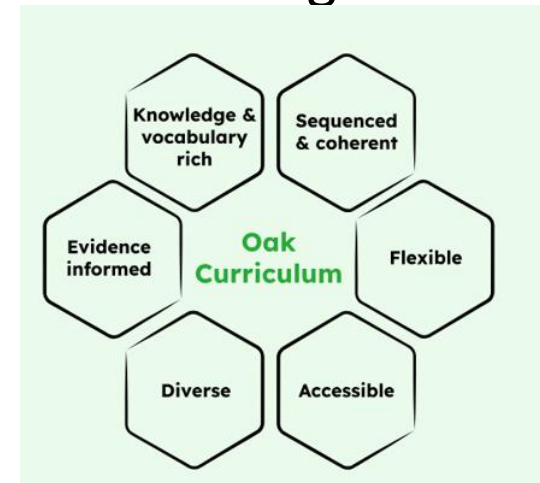 Knowledge &
vocabulary
rich
Sequenced
& coherent
Evidence
informed
Oak
Curriculum
Flexible
Diverse
Accessible